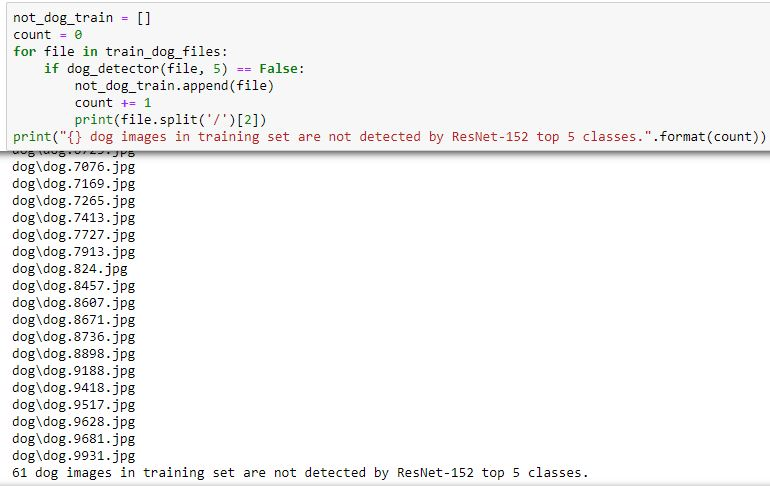 not_dog_train = []
count = 0
for file in train_dog_files:
    if dog_detector(file, 5) == False:
        not_dog_train.append(file)
        count += 1
        print(file.split('/')[2])
print("{} dog images in training set are not detected by ResNet-152 top 5 classes.".format(count))
dog\dog.7076.jpg
dog\dog.7169.jpg
dog\dog.7265.jpg
dog\dog.7413.jpg
dog\dog.7727.jpg
dog\dog.7913.jpg
dog\dog.824.jpg
dog\dog.8457.jpg
dog\dog.8607.jpg
dog\dog.8671.jpg
dog\dog.8736.jpg
dog\dog.8898.jpg
dog\dog.9188.jpg
dog\dog.9418.jpg
dog\dog.9517.jpg
dog\dog.9628.jpg
dog\dog.9681.jpg
dog\dog.9931.jpg
61 dog images in training set are not detected by ResNet-152 top 5 classes.